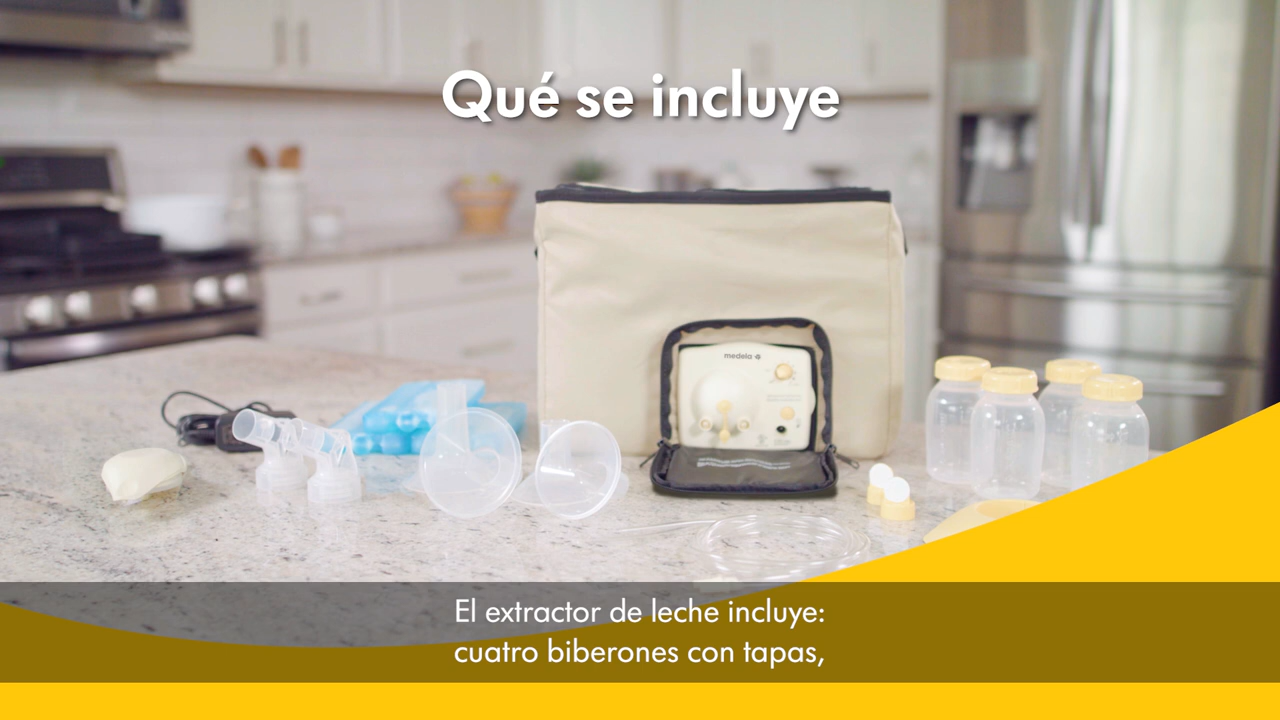 Qué se incluye
medela
El extractor de leche incluye:
cuatro biberones con tapas,